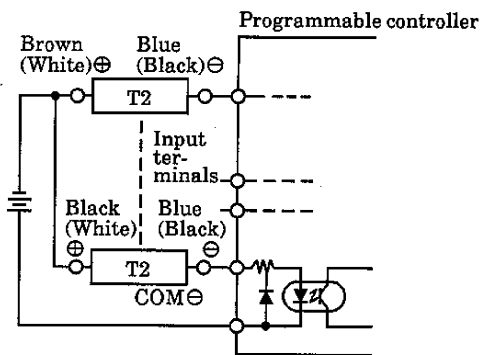 Programmable controller
Brown
(White)⊕
Blue
(Black)⊖
T2
Input
ter-
minals
Black
(White)
⊕
Blue
(Black)
⊖
T2
COM⊖